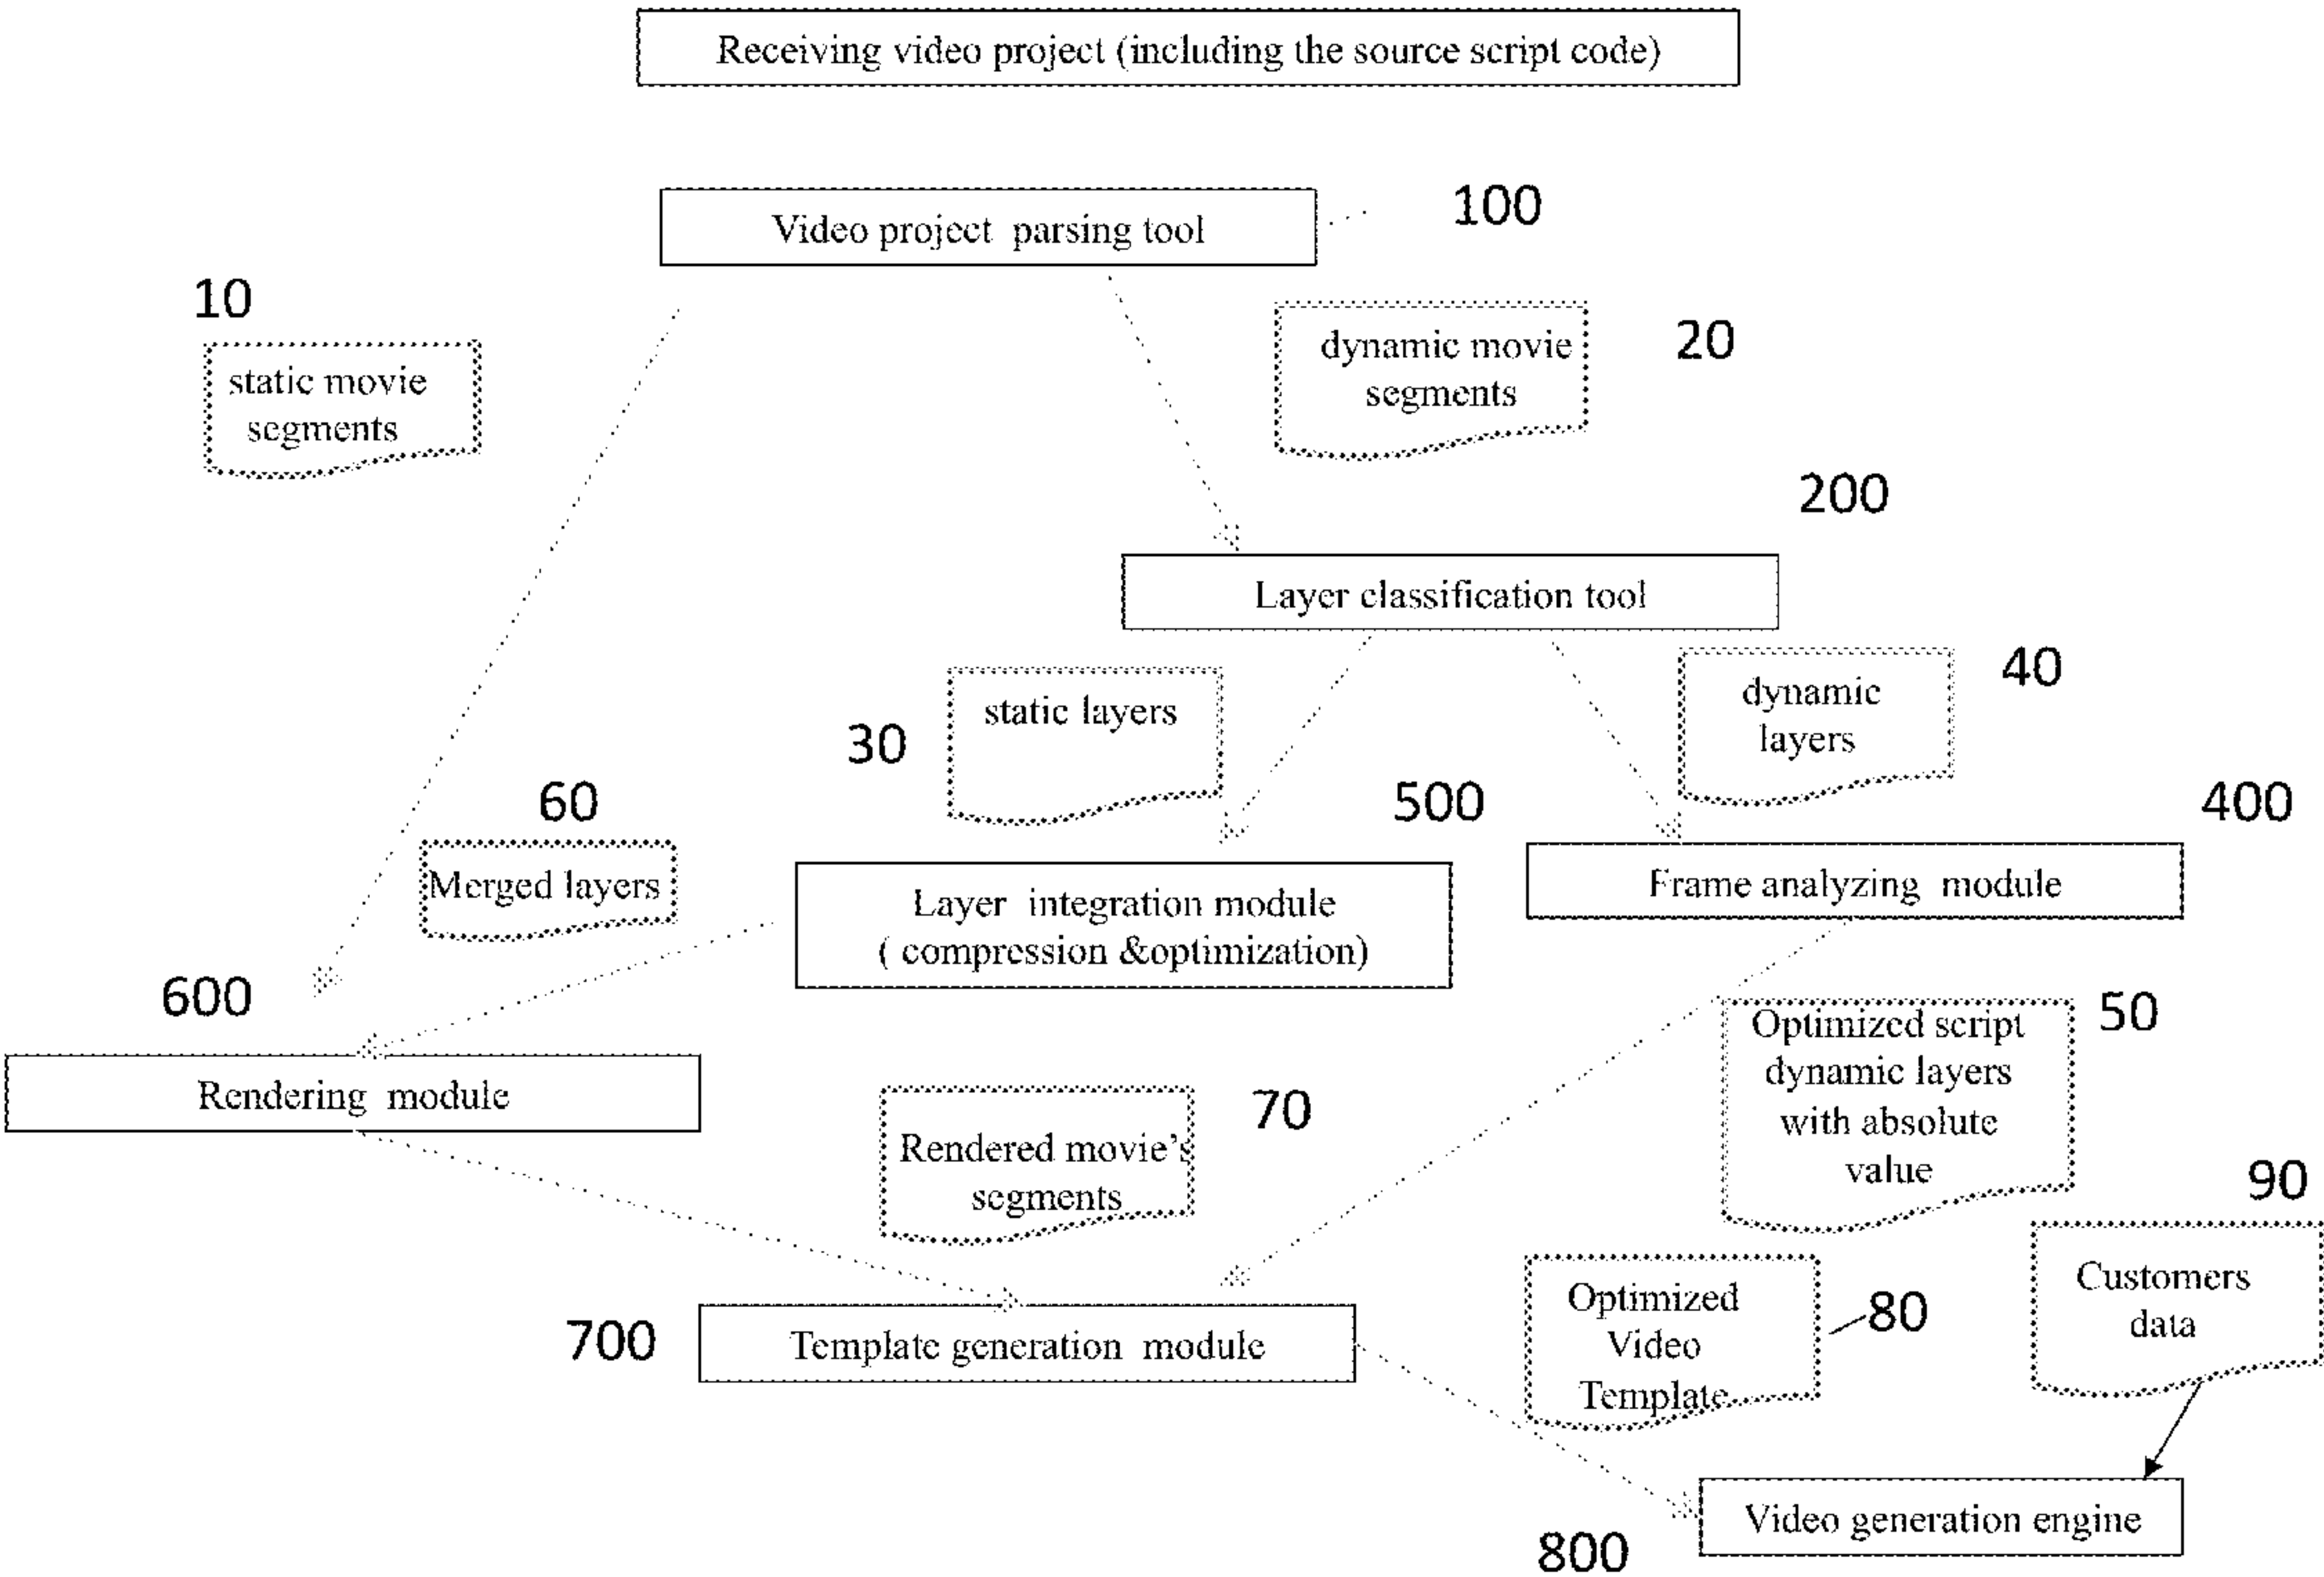 Receiving video project (including the source script code)
Video project parsing tool
100
10
static movie
segments
dynamic movie
segments
20
200
Layer classification tool
static layers
30
dynamic
layers
40
60
Merged layers
500
400
Layer integration module
( compression &optimization)
Frame analyzing module
600
Rendering module
Rendered movie's
segments
70
Optimized script
dynamic layers
with absolute
value
50
90
Customers
data
700
Template generation module
Optimized
Video
Template
80
Video generation engine
800